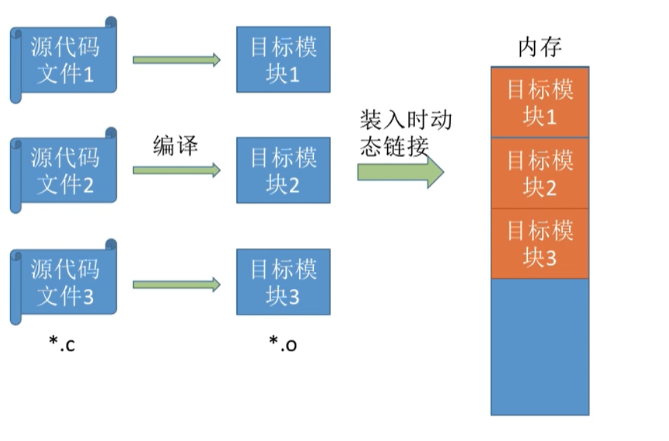 源代码
文件1
目标模
块1
内存
目标模
块1
装入时动
态链接
编译
源代码
文件2
目标模
块2
目标模
块2
目标模
块3
源代码
文件3
目标模
块3
*.c
*.o